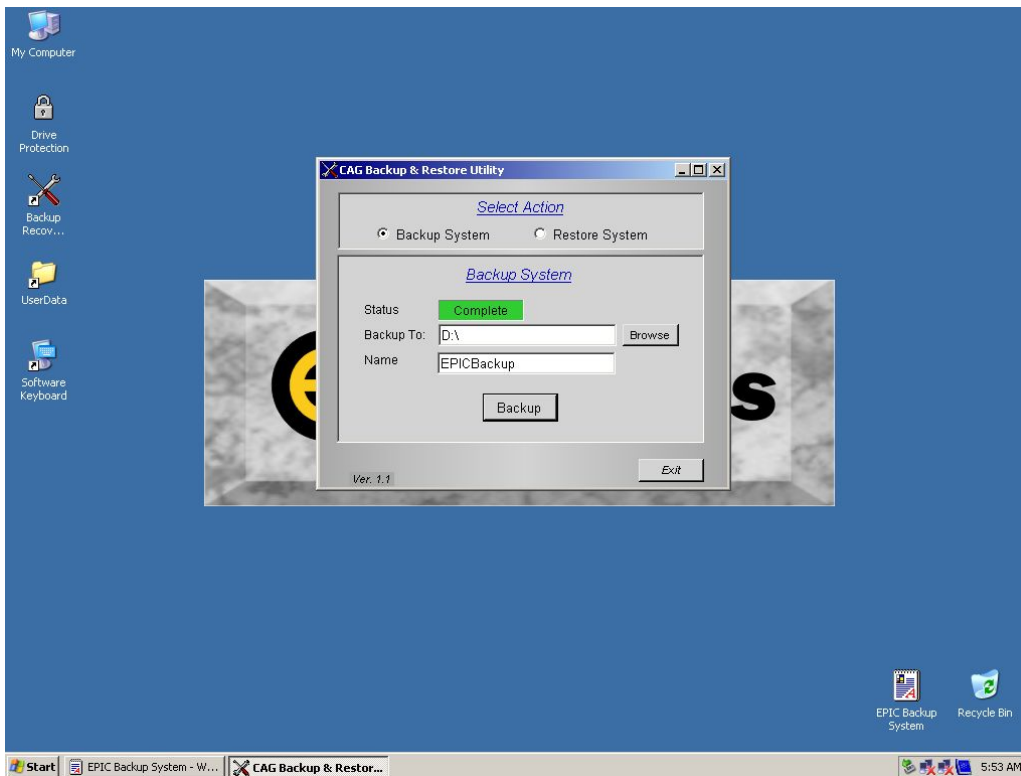 My Computer
Drive
Protection
Backup
Recov...
UserData
Software
Keyboard
CAG Backup & Restore Utility
Select Action
Backup System
Restore System
Backup System
Status
Complete
Backup To:
D:\
Browse
Name
EPICBackup
Backup
Ver. 1.1
Exit
e
s
EPIC Backup
System
Recycle Bin
Start
EPIC Backup System - W...
CAG Backup & Restor...
5:53 AM